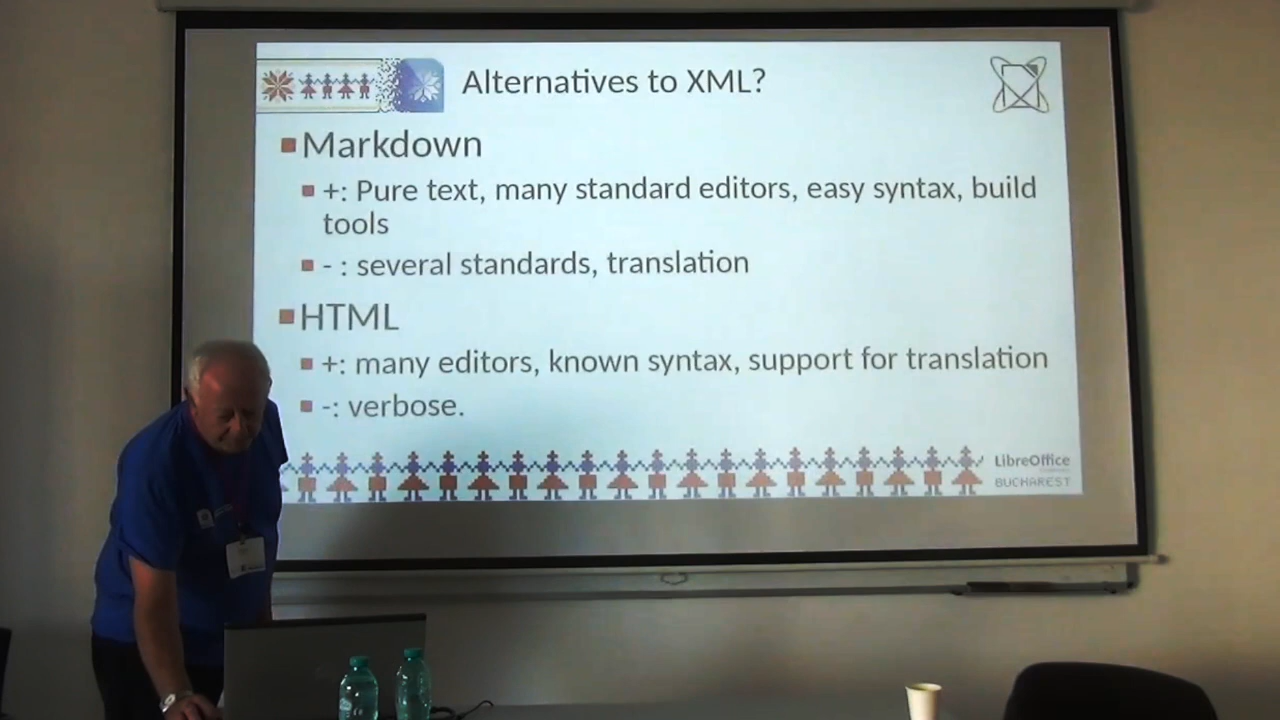 Alternatives to XML?
Markdown
+: Pure text, many standard editors, easy syntax, build
tools
- : several standards, translation
HTML
+: many editors, known syntax, support for translation
-: verbose.
LibreOffice
BUCHAREST